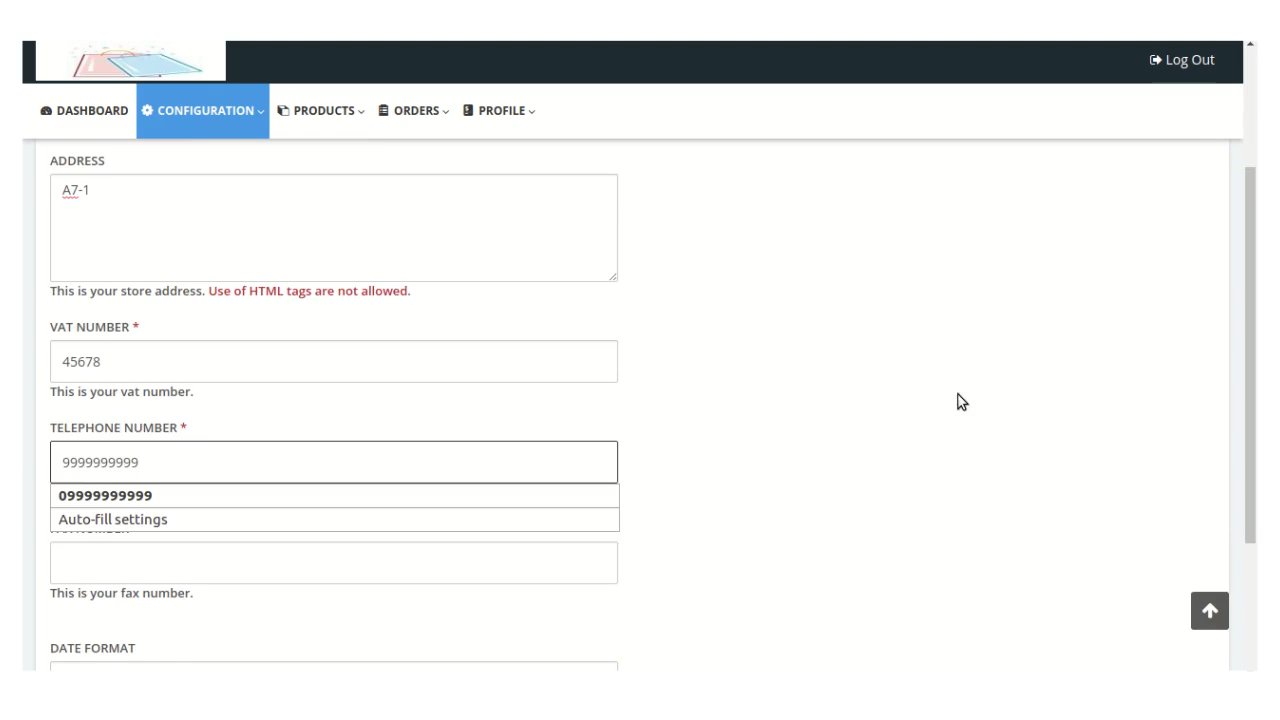 Log Out
DASHBOARD CONFIGURATION PRODUCTS ORDERS PROFILE
ADDRESS
A7-1
This is your store address. Use of HTML tags are not allowed.
VAT NUMBER *
45678
This is your vat number.
TELEPHONE NUMBER *
9999999999
09999999999
Auto-fill settings
This is your fax number.
DATE FORMAT